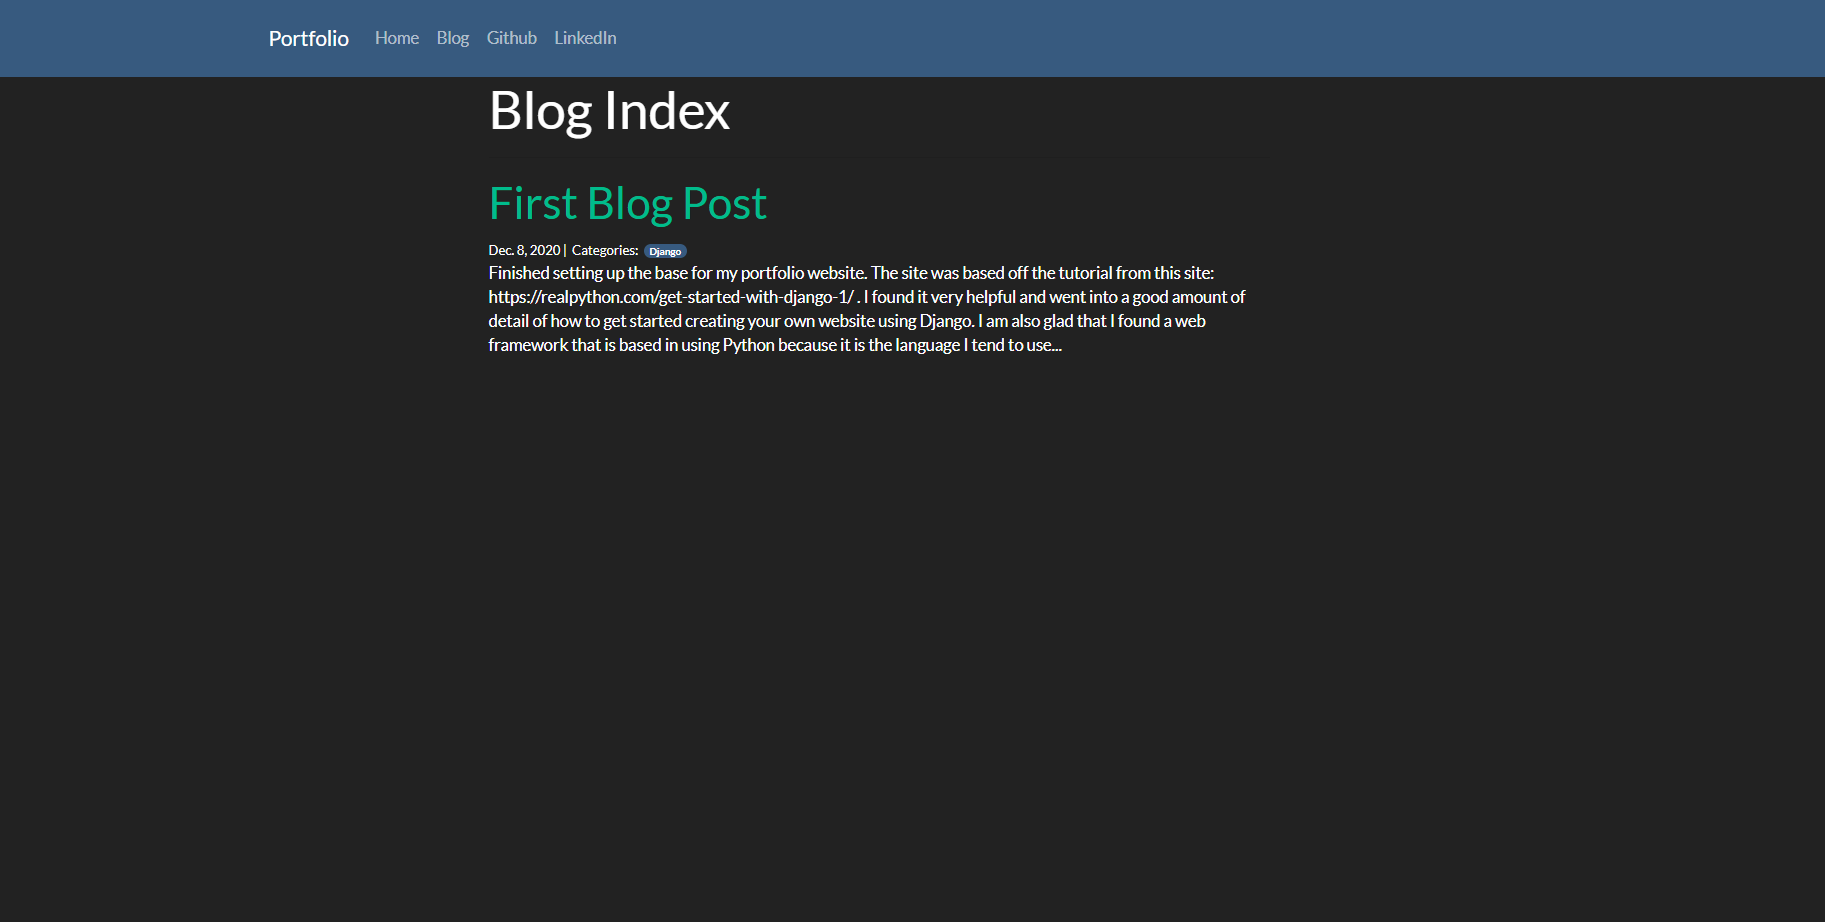 Portfolio Home Blog Github LinkedIn
Blog Index
First Blog Post
Dec. 8, 2020 | Categories: Django
Finished setting up the base for my portfolio website. The site was based off the tutorial from this site:
https://realpython.com/get-started-with-django-1/ . I found it very helpful and went into a good amount of
detail of how to get started creating your own website using Django. I am also glad that I found a web
framework that is based in using Python because it is the language I tend to use...